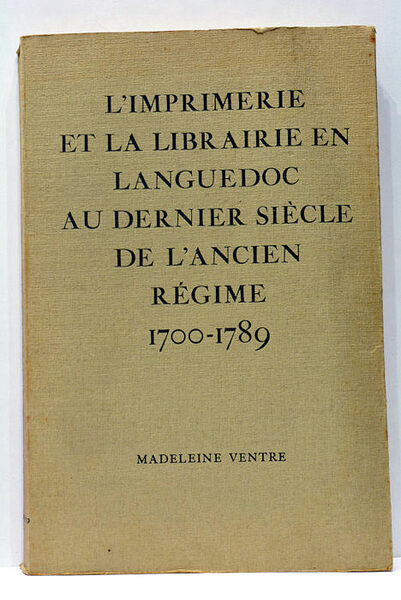 L'IMPRIMERIE
ET LA LIBRAIRIE EN
LANGUEDOC
AU DERNIER SIÈCLE
DE L'ANCIEN
RÉGIME
1700-1789
MADELEINE VENTRE